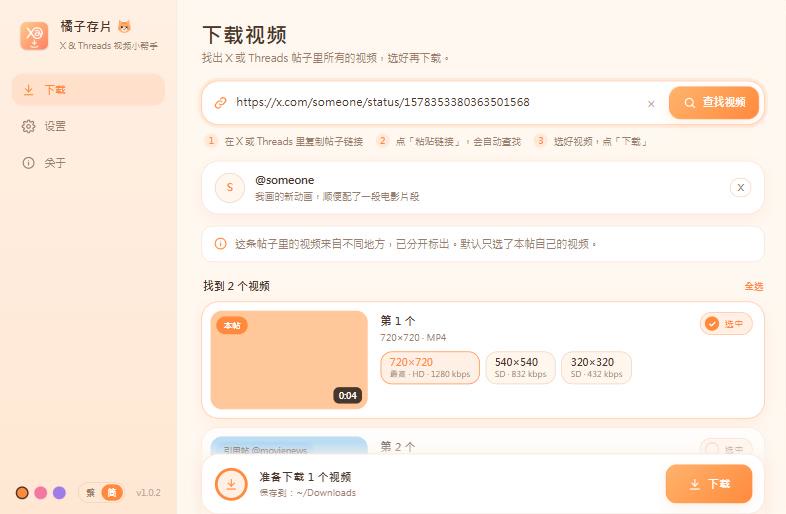 橘子存片
X & Threads 视频小帮手
下载
设置
关于
繁 简
v1.0.2
下载视频
找出 X 或 Threads 帖子里所有的视频，选好再下载。
https://x.com/someone/status/1578353380363501568
×
查找视频
1 在 X 或 Threads 里复制帖子链接
2 点「粘贴链接」，会自动查找
3 选好视频，点「下载」
S
@someone
我画的新动画，顺便配了一段电影片段
X
这条帖子里的视频来自不同地方，已分开标出。默认只选了本帖自己的视频。
找到 2 个视频
全选
本帖
0:04
第 1 个
720×720 · MP4
选中
720×720
最高 · HD · 1280 kbps
540×540
SD · 832 kbps
320×320
SD · 432 kbps
引用帖 @movienews
第 2 个
选中
准备下载 1 个视频
保存到：~/Downloads
下载